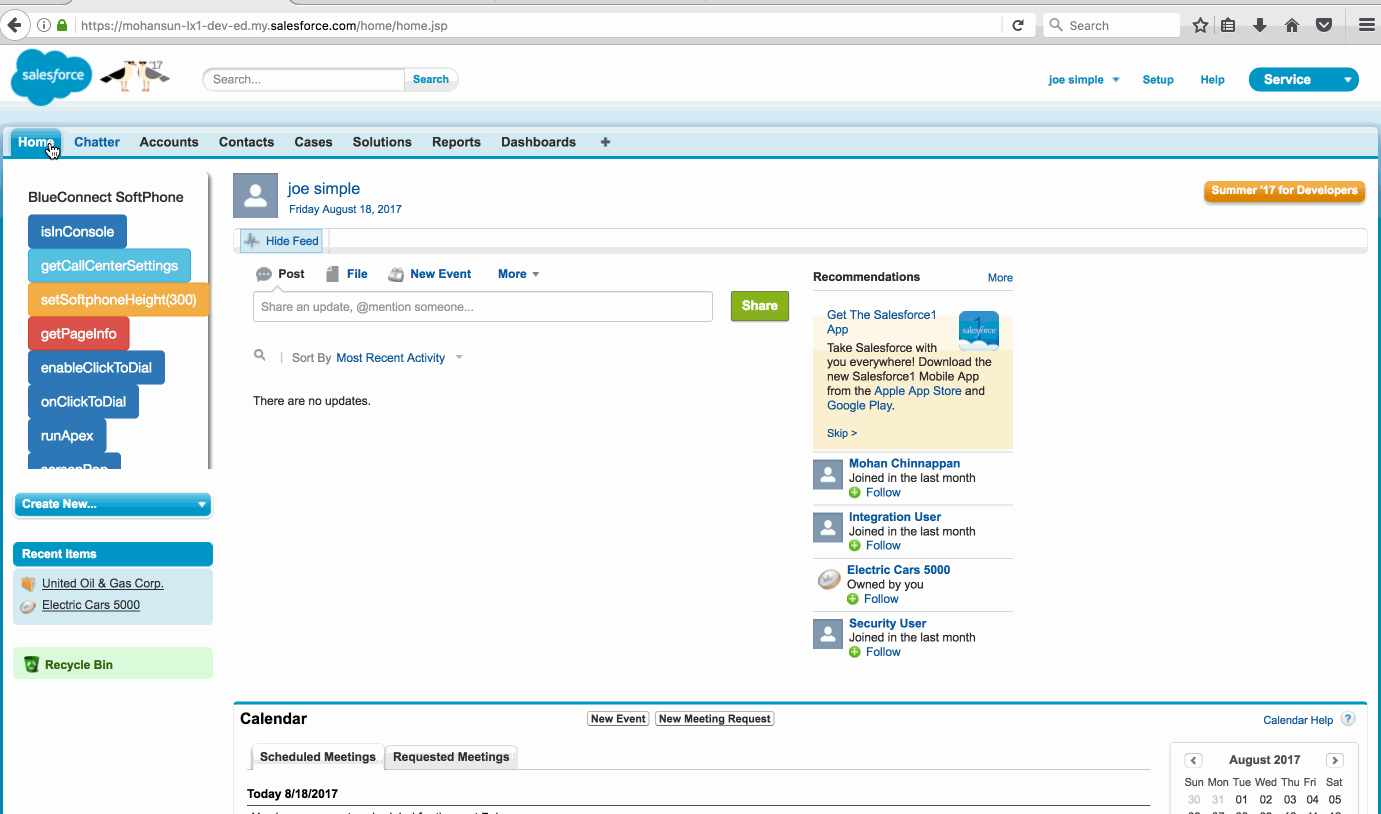 https://mohansun-lx1-dev-ed.my.salesforce.com/home/home.jsp
Search
salesforce
'17
Search...
Search
joe simple
Setup
Help
Service
Home
Chatter
Accounts
Contacts
Cases
Solutions
Reports
Dashboards
BlueConnect SoftPhone
isInConsole
getCallCenterSettings
setSoftphoneHeight(300)
getPageInfo
enableClickToDial
onClickToDial
runApex
screenPop
Create New...
Recent Items
United Oil & Gas Corp.
Electric Cars 5000
Recycle Bin
joe simple
Friday August 18, 2017
Summer '17 for Developers
Hide Feed
Post
File
New Event
More
Share an update, @mention someone...
Share
Sort By Most Recent Activity
There are no updates.
Recommendations
More
Get The Salesforce1
App
1
salesforce
Take Salesforce with
you everywhere! Download the
new Salesforce1 Mobile App
from the Apple App Store and
Google Play.
Skip >
Mohan Chinnappan
Joined in the last month
Follow
Integration User
Joined in the last month
Follow
Electric Cars 5000
Owned by you
Follow
Security User
Joined in the last month
Follow
Calendar
New Event
New Meeting Request
Calendar Help
?
Scheduled Meetings
Requested Meetings
Today 8/18/2017
August 2017
Sun Mon Tue Wed Thu Fri Sat
30 31 01 02 03 04 05